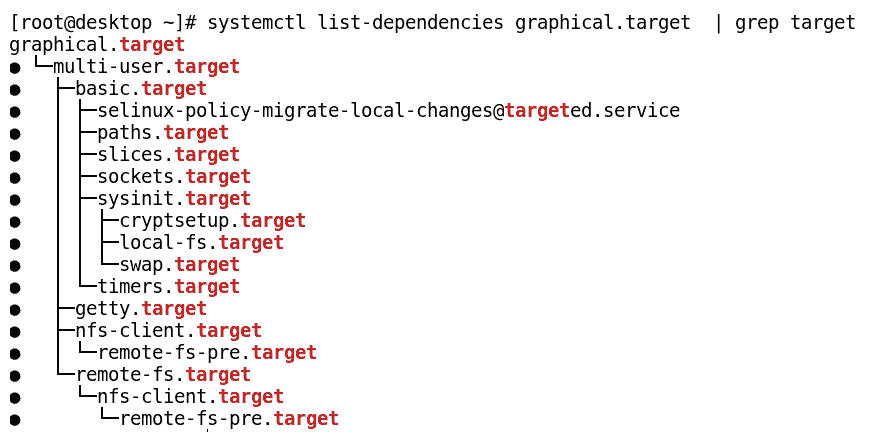 [root@desktop ~]# systemctl list-dependencies graphical.target  | grep target
graphical.target
● └─multi-user.target
●   ├─basic.target
●   │ ├─selinux-policy-migrate-local-changes@targeted.service
●   │ ├─paths.target
●   │ ├─slices.target
●   │ ├─sockets.target
●   │ ├─sysinit.target
●   │ │ ├─cryptsetup.target
●   │ │ ├─local-fs.target
●   │ │ └─swap.target
●   │ └─timers.target
●   ├─getty.target
●   ├─nfs-client.target
●   │ └─remote-fs-pre.target
●   └─remote-fs.target
●     └─nfs-client.target
●       └─remote-fs-pre.target